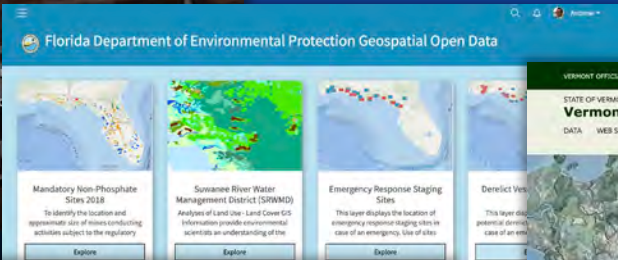 Andrew
Florida Department of Environmental Protection Geospatial Open Data
VERMONT OFFICI
STATE OF VERM
Vermon
DATA WEB S
Mandatory Non-Phosphate
Sites 2018
To identify the location and
approximate size of mines conducting
activities subject to the regulatory
Explore
Suwanee River Water
Management District (SRWMD)
Analyses of Land Use - Land Cover GIS
Information provide environmental
scientists an understanding of the
Explore
Emergency Response Staging
Sites
This layer displays the location of
emergency response staging sites in
case of an emergency. Use of sites
Explore
Derelict Ves
This layer dis
potential derelic
case of an eme
E